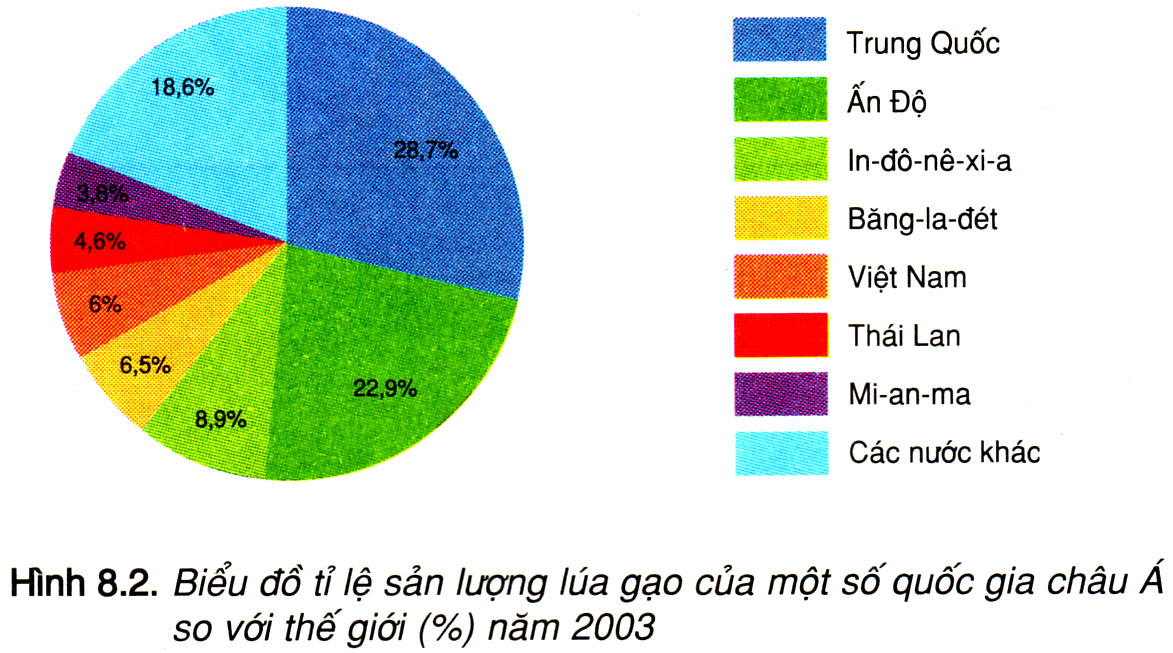 18,6%
28,7%
3,8%
4,6%
6%
6,5%
8,9%
22,9%
Trung Quốc
Ấn Độ
In-đô-nê-xi-a
Băng-la-đét
Việt Nam
Thái Lan
Mi-an-ma
Các nước khác
Hình 8.2. Biểu đồ tỉ lệ sản lượng lúa gạo của một số quốc gia châu Á
so với thế giới (%) năm 2003